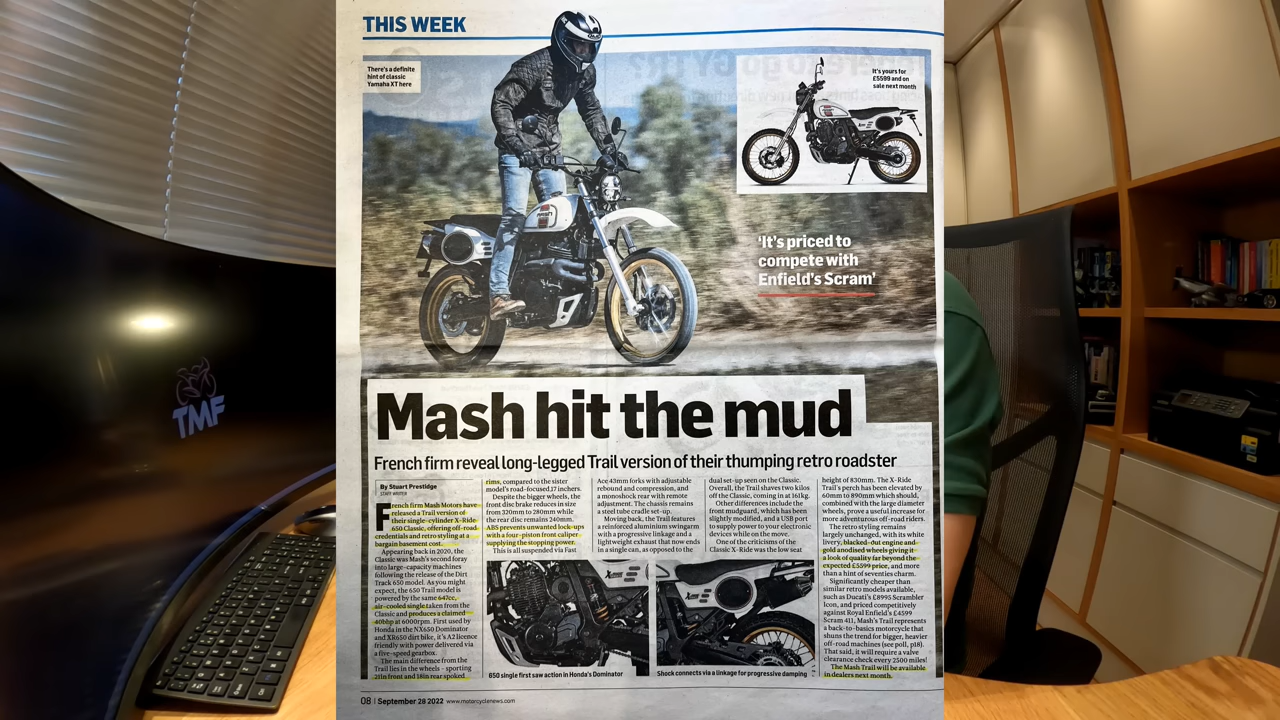 THIS WEEK
There's a definite
hint of classic
Yamaha XT here
It's yours for
£5599 and on
sale next month
'It's priced to
compete with
Enfield's Scram'
TMF
Mash hit the mud
French firm reveal long-legged Trail version of their thumping retro roadster
By Stuart Prestidge
STAFF WRITER
French firm Mash Motors have
released a Trail version of
their single-cylinder X-Ride
650 Classic, offering off-road
credentials and retro styling at a
bargain basement cost.
Appearing back in 2020, the
Classic was Mash's second foray
into large-capacity machines
following the release of the Dirt
Track 650 model. As you might
expect, the 650 Trail model is
powered by the same 647cc,
air-cooled single taken from the
Classic and produces a claimed
40bhp at 6000rpm. First used by
Honda in the NX650 Dominator
and XR650 dirt bike, it's A2 licence
friendly with power delivered via
a five-speed gearbox.
The main difference from the
Trail lies in the wheels – sporting
21in front and 18in rear spoked
rims, compared to the sister
model's road-focused 17 inchers.
Despite the bigger wheels, the
front disc brake reduces in size
from 320mm to 280mm while
the rear disc remains 240mm.
ABS prevents unwanted lock-ups
with a four-piston front caliper
supplying the stopping power.
This is all suspended via Fast
Ace 43mm forks with adjustable
rebound and compression, and
a monoshock rear with remote
adjustment. The chassis remains
a steel tube cradle set-up.
Moving back, the Trail features
a reinforced aluminium swingarm
with a progressive linkage and a
lightweight exhaust that now ends
in a single can, as opposed to the
dual set-up seen on the Classic.
Overall, the Trail shaves two kilos
off the Classic, coming in at 161kg.
Other differences include the
front mudguard, which has been
slightly modified, and a USB port
to supply power to your electronic
devices while on the move.
One of the criticisms of the
Classic X-Ride was the low seat
height of 830mm. The X-Ride
Trail's perch has been elevated by
60mm to 890mm which should,
combined with the large diameter
wheels, prove a useful increase for
more adventurous off-road riders.
The retro styling remains
largely unchanged, with its white
livery, blacked-out engine and
gold anodised wheels giving it
a look of quality far beyond the
expected £5599 price, and more
than a hint of seventies charm.
Significantly cheaper than
similar retro models available,
such as Ducati's £8995 Scrambler
Icon, and priced competitively
against Royal Enfield's £4599
Scram 411, Mash's Trail represents
a back-to-basics motorcycle that
shuns the trend for bigger, heavier
off-road machines (see poll, p18).
That said, it will require a valve
clearance check every 2500 miles!
The Mash Trail will be available
in dealers next month.
650 single first saw action in Honda's Dominator
Shock connects via a linkage for progressive damping
08 | September 28 2022 www.motorcyclenews.com